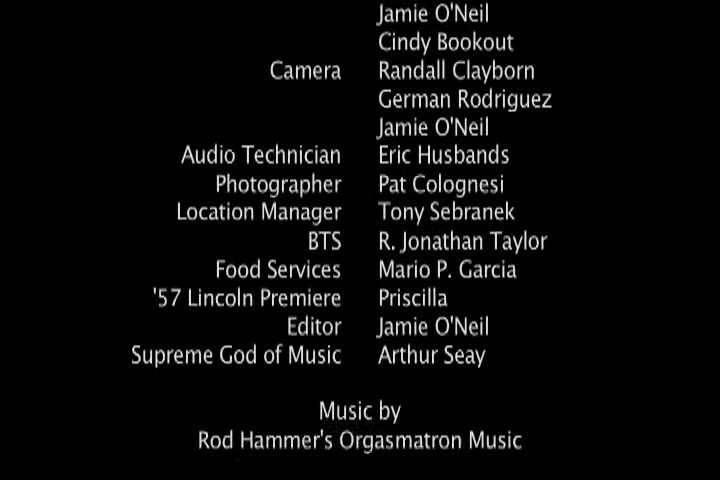 Jamie O'Neil
Cindy Bookout
Camera Randall Clayborn
German Rodriguez
Jamie O'Neil
Audio Technician Eric Husbands
Photographer Pat Colognesi
Location Manager Tony Sebranek
BTS R. Jonathan Taylor
Food Services Mario P. Garcia
'57 Lincoln Premiere Priscilla
Editor Jamie O'Neil
Supreme God of Music Arthur Seay
Music by
Rod Hammer's Orgasmatron Music